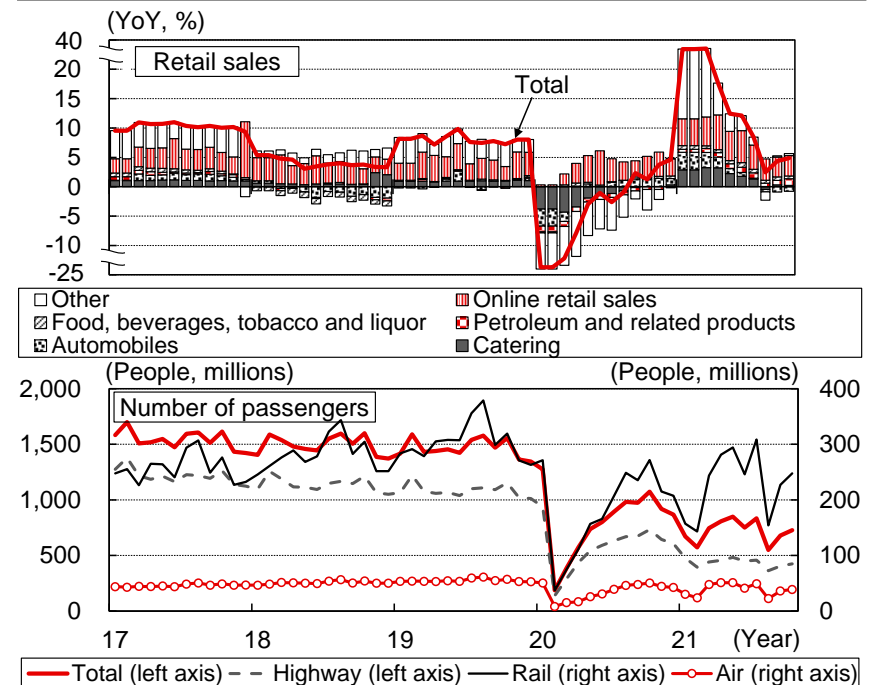 (YoY, %)
40
20
15
10
5
0
-5
-10
-25
Retail sales
Total
Other
Online retail sales
Food, beverages, tobacco and liquor
Petroleum and related products
Automobiles
Catering
(People, millions)
(People, millions)
2,000
1,500
1,000
500
0
Number of passengers
400
300
200
100
0
17 18 19 20 21 (Year)
Total (left axis) Highway (left axis) Rail (right axis) Air (right axis)